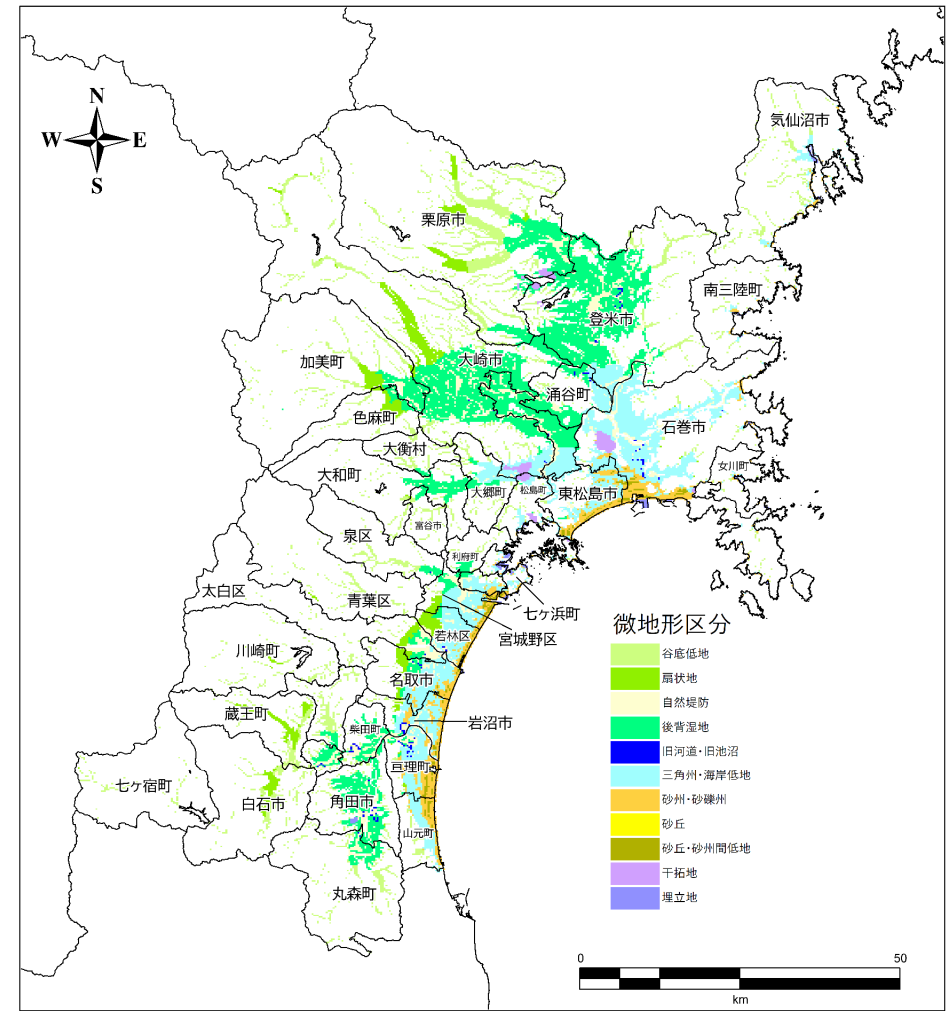 N
W E
S
気仙沼市
栗原市
南三陸町
登米市
加美町
大崎市
涌谷町
色麻町
石巻市
大衡村
女川町
大和町
大郷町
松島町
東松島市
富谷市
泉区
利府町
太白区
青葉区
七ヶ浜町
宮城野区
若林区
川崎町
名取市
蔵王町
岩沼市
柴田町
亘理町
七ヶ宿町
白石市
角田市
山元町
丸森町
微地形区分
谷底低地
扇状地
自然堤防
後背湿地
旧河道・旧池沼
三角州・海岸低地
砂州・砂礫州
砂丘
砂丘・砂州間低地
干拓地
埋立地
0 50
km